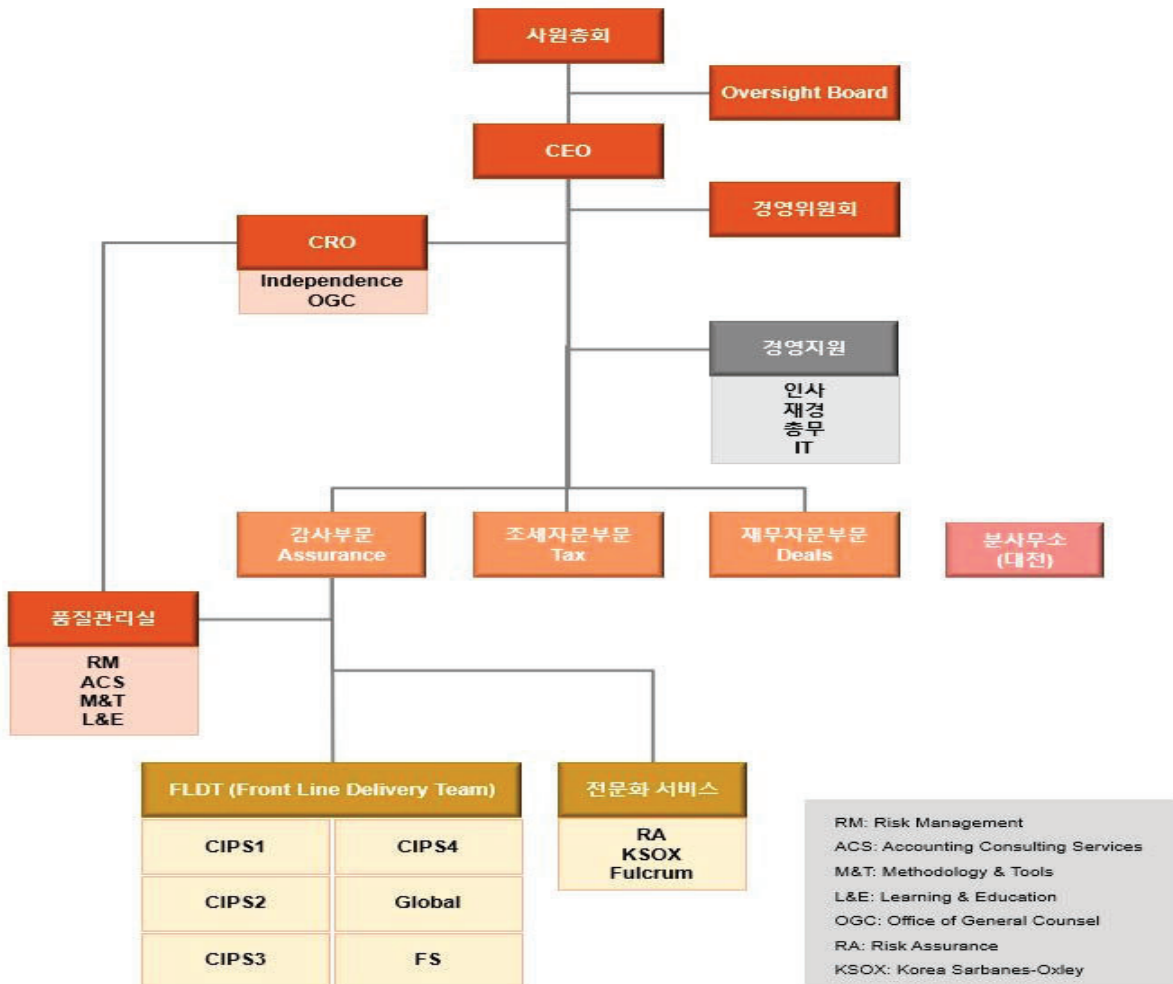 사원총회
Oversight Board
CEO
경영위원회
CRO
Independence
OGC
경영지원
인사
재경
총무
IT
감사부문
Assurance
조세자문부문
Tax
재무자문부문
Deals
분사무소
(대전)
품질관리실
RM
ACS
M&T
L&E
FLDT (Front Line Delivery Team)
CIPS1
CIPS4
CIPS2
Global
CIPS3
FS
전문화 서비스
RA
KSOX
Fulcrum
RM: Risk Management
ACS: Accounting Consulting Services
M&T: Methodology & Tools
L&E: Learning & Education
OGC: Office of General Counsel
RA: Risk Assurance
KSOX: Korea Sarbanes-Oxley